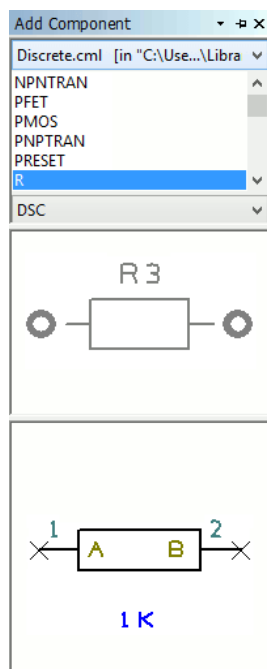 Add Component
Discrete.cml [in "C:\Use...\Libra
NPNTRAN
PFET
PMOS
PNPTRAN
PRESET
R
DSC
R3
1 2
A B
1K